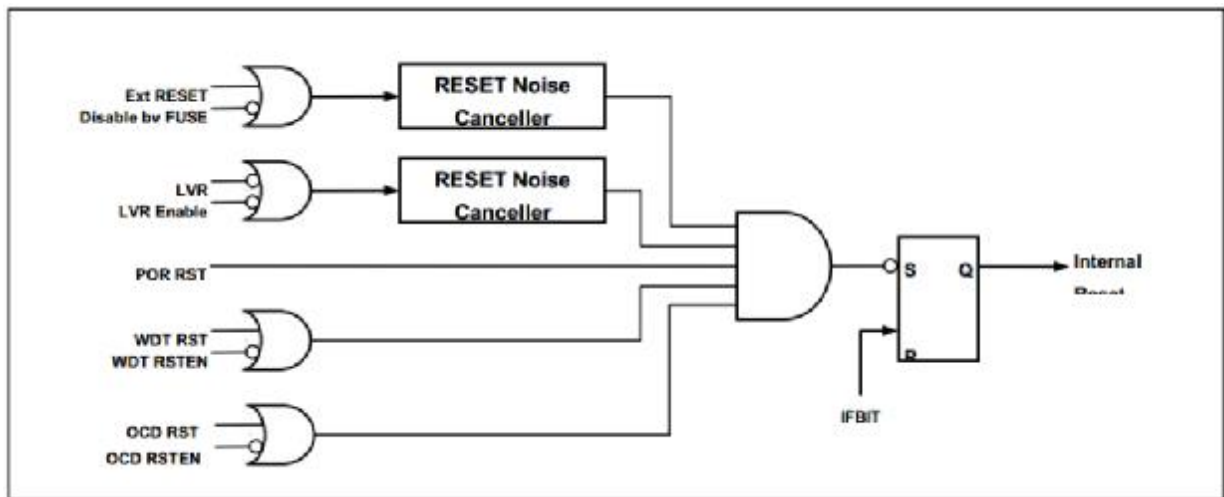 Ext RESET
Disable by FUSE
RESET Noise
Canceller
LVR
LVR Enable
RESET Noise
Canceller
POR RST
WDT RST
WDT RSTEN
OCD RST
OCD RSTEN
S
Q
R
IFBIT
Internal
Reset